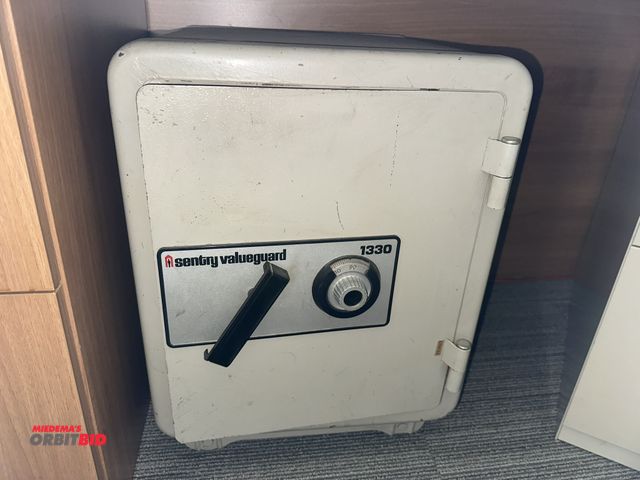 sentry valueguard 1330
MIEDEMA'S
ORBITBID